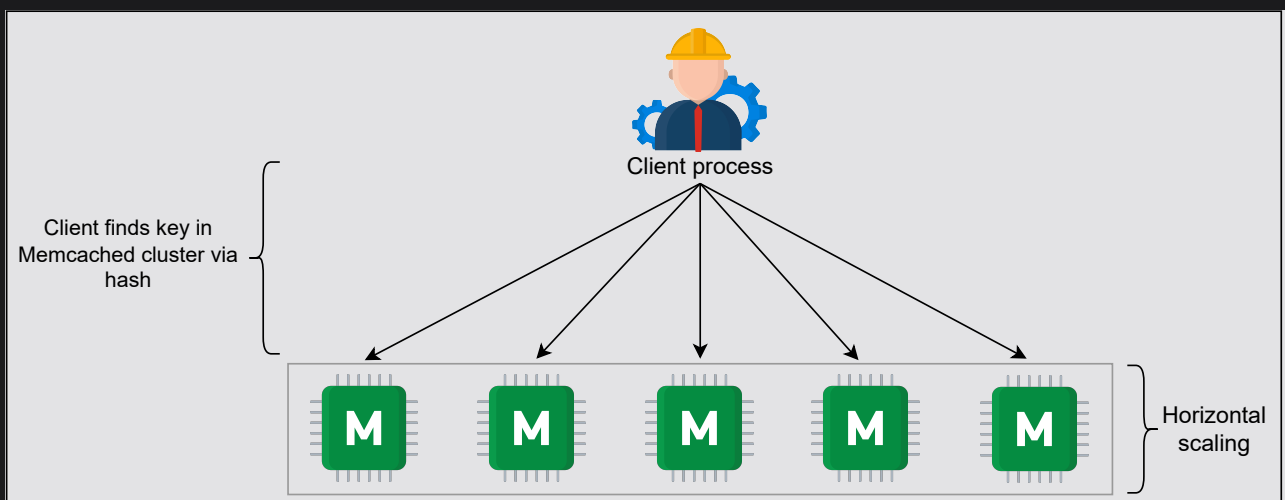 Client process
Client finds key in
Memcached cluster via
hash
M
M
M
M
M
Horizontal
scaling